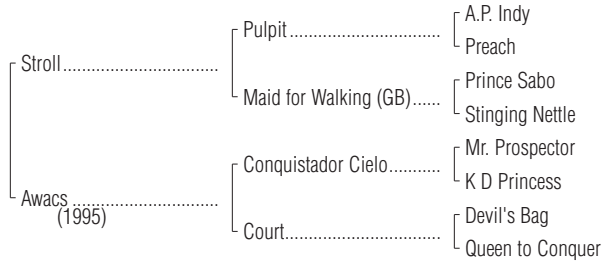 A.P. Indy
Pulpit
Preach
Stroll
Prince Sabo
Maid for Walking (GB)
Stinging Nettle
Mr. Prospector
Conquistador Cielo
K D Princess
Awacs
(1995)
Devil's Bag
Court
Queen to Conquer